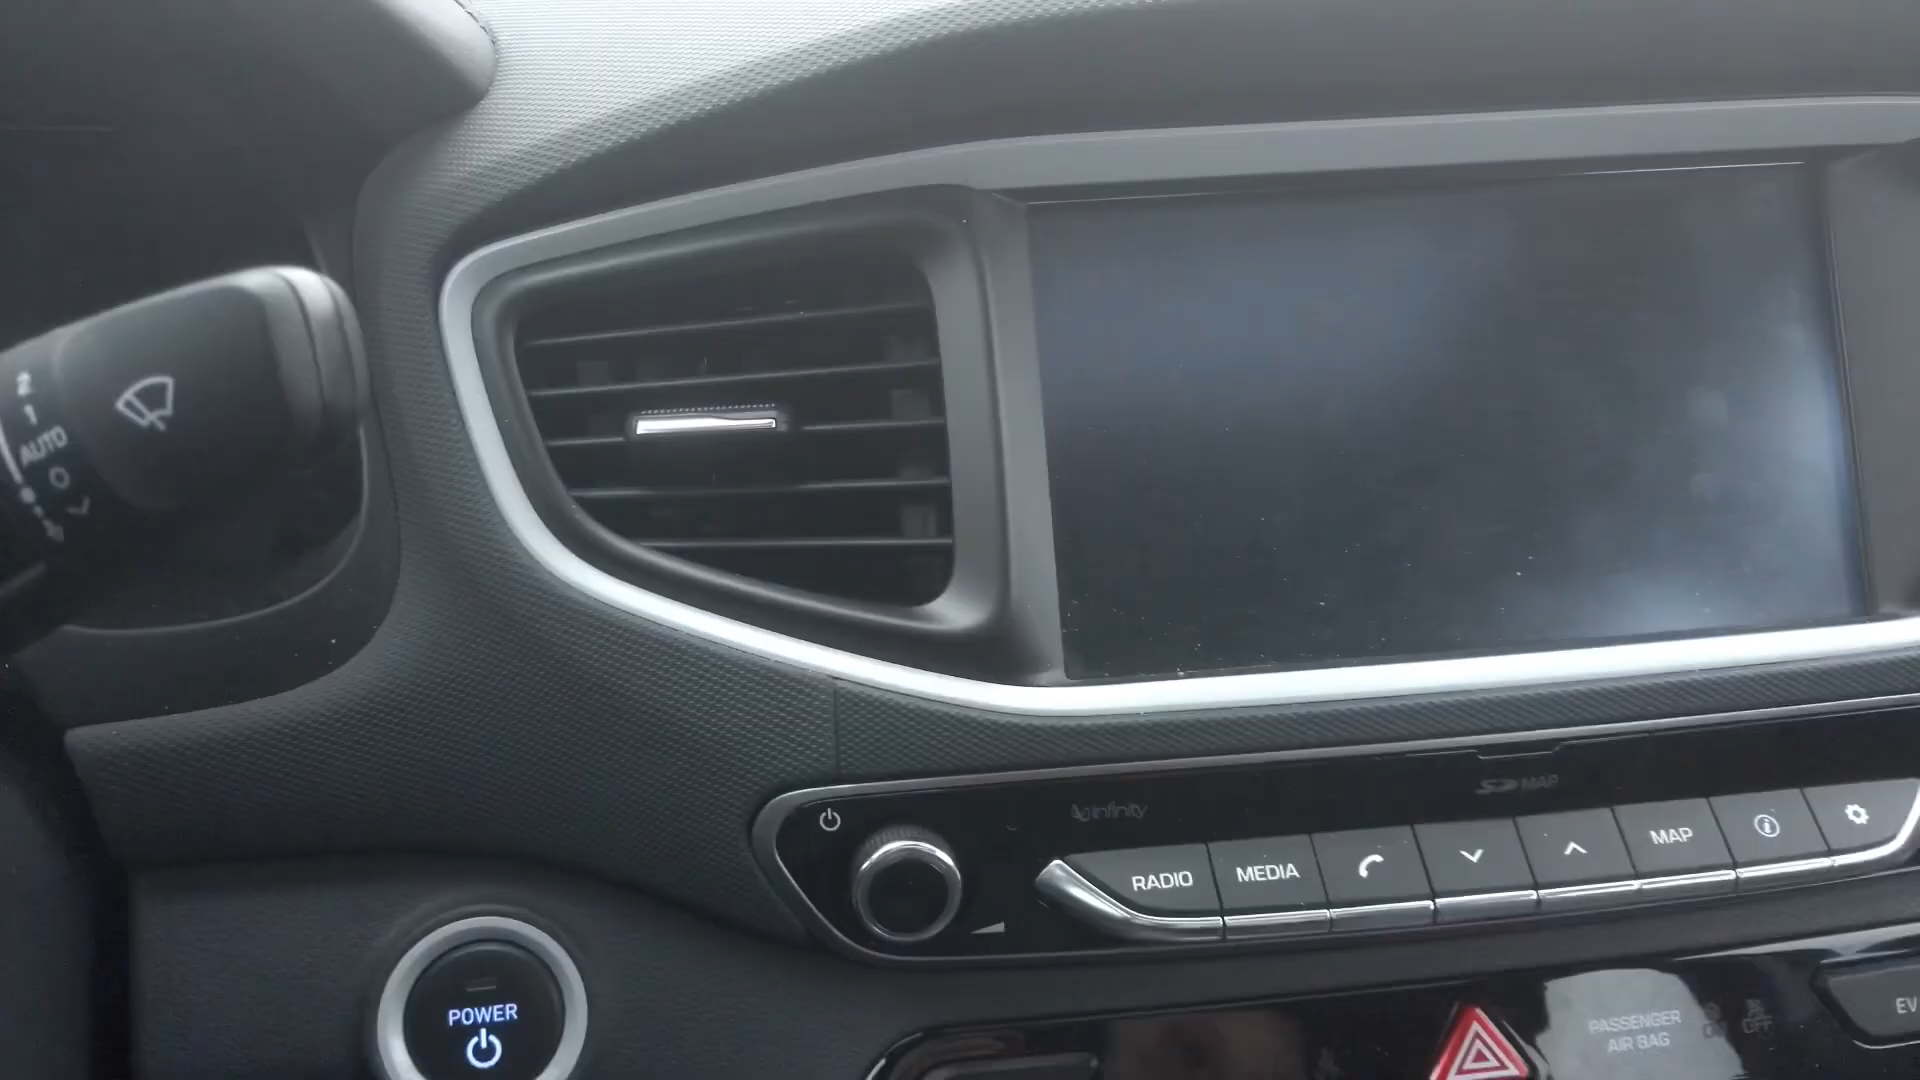 2
1
AUTO
O
infinity
SD MAP
RADIO
MEDIA
MAP
POWER
PASSENGER
AIR BAG
OFF
EV